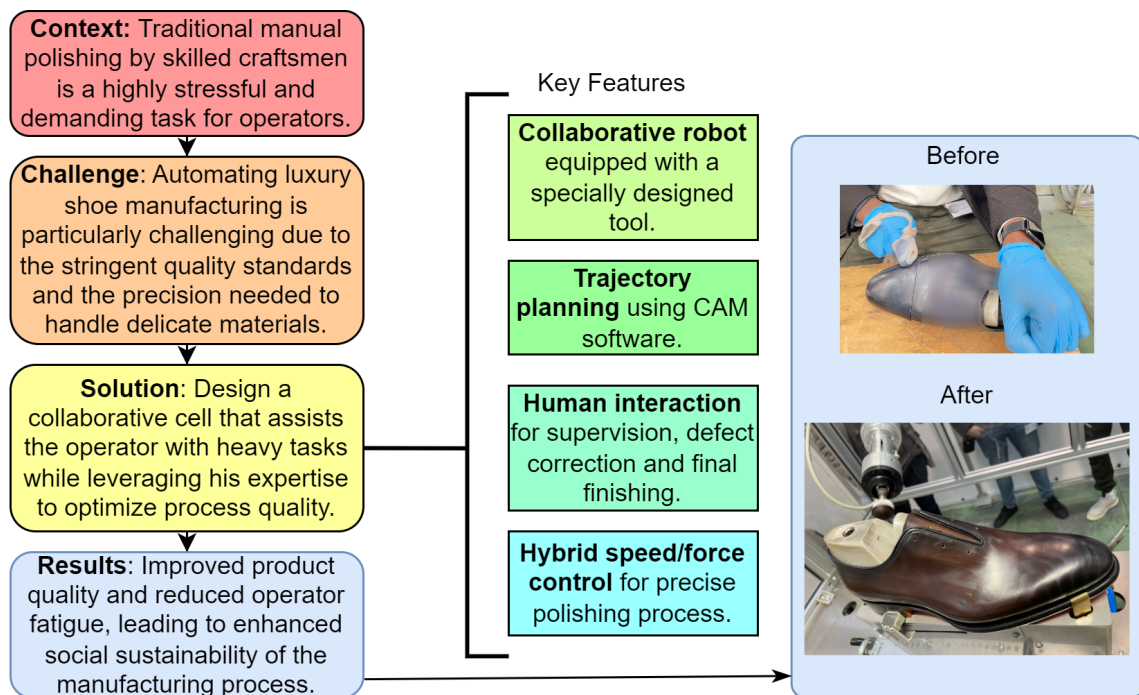 Context: Traditional manual
polishing by skilled craftsmen
is a highly stressful and
demanding task for operators.
Challenge: Automating luxury
shoe manufacturing is
particularly challenging due to
the stringent quality standards
and the precision needed to
handle delicate materials.
Solution: Design a
collaborative cell that assists
the operator with heavy tasks
while leveraging his expertise
to optimize process quality.
Results: Improved product
quality and reduced operator
fatigue, leading to enhanced
social sustainability of the
manufacturing process.
Key Features
Collaborative robot
equipped with a
specially designed
tool.
Trajectory
planning using CAM
software.
Human interaction
for supervision, defect
correction and final
finishing.
Hybrid speed/force
control for precise
polishing process.
Before
After